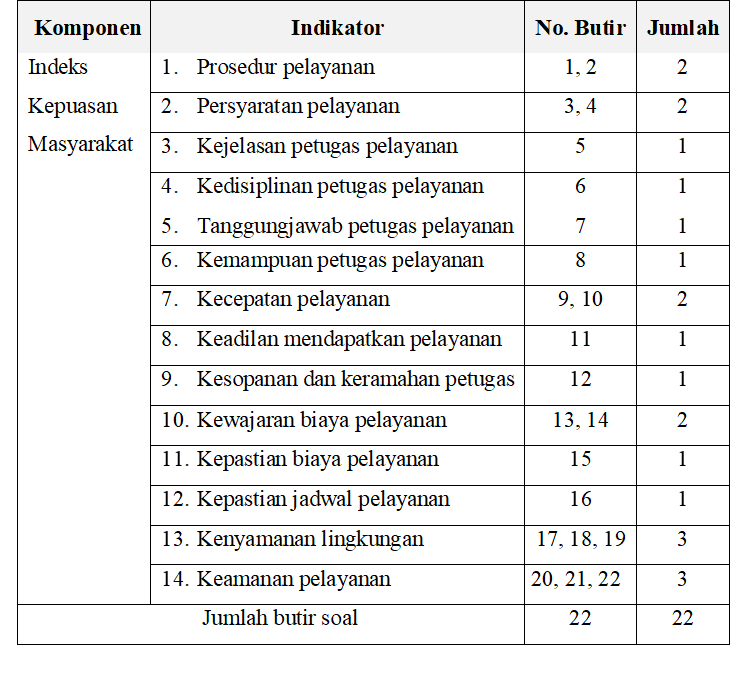 Komponen Indikator No. Butir Jumlah
Indeks 1. Prosedur pelayanan 1, 2 2
Kepuasan 2. Persyaratan pelayanan 3, 4 2
Masyarakat 3. Kejelasan petugas pelayanan 5 1
4. Kedisiplinan petugas pelayanan 6 1
5. Tanggungjawab petugas pelayanan 7 1
6. Kemampuan petugas pelayanan 8 1
7. Kecepatan pelayanan 9, 10 2
8. Keadilan mendapatkan pelayanan 11 1
9. Kesopanan dan keramahan petugas 12 1
10. Kewajaran biaya pelayanan 13, 14 2
11. Kepastian biaya pelayanan 15 1
12. Kepastian jadwal pelayanan 16 1
13. Kenyamanan lingkungan 17, 18, 19 3
14. Keamanan pelayanan 20, 21, 22 3
Jumlah butir soal 22 22